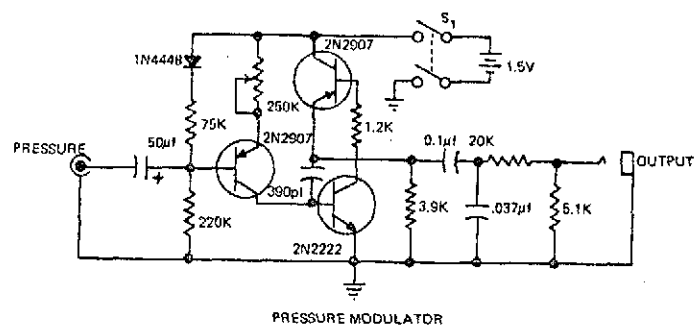 S1
2N2907
1N4448
1.5V
250K
75K
1.2K
2N2907
PRESSURE
50µf
0.1µf 20K
+
OUTPUT
390pf
220K
3.9K
.037µf
5.1K
2N2222
PRESSURE MODULATOR